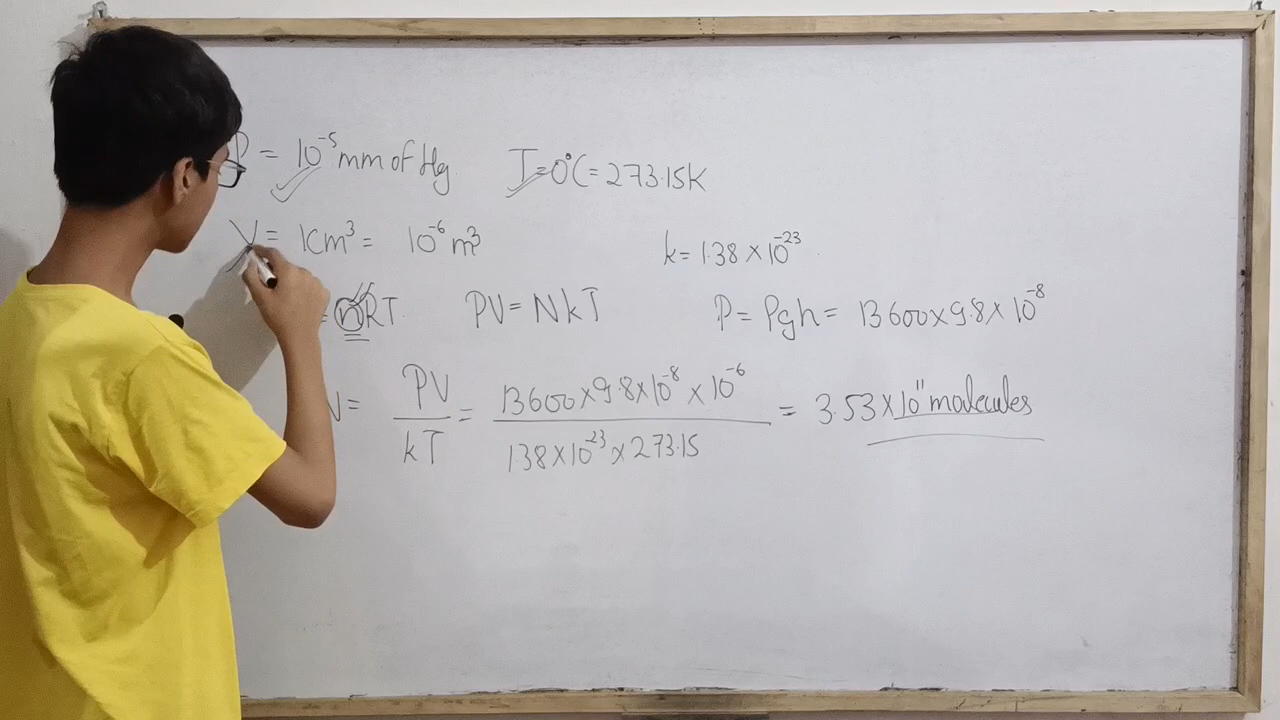 P = 10⁻⁵ mm of Hg T = 0°C = 273.15K
V = 1cm³ = 10⁻⁶ m³ k = 1.38 × 10⁻²³
= nRT PV = NkT P = ρgh = 13600×9.8×10⁻⁸
N = PV/kT = 13600×9.8×10⁻⁸ × 10⁻⁶ / 1.38×10⁻²³ × 273.15 = 3.53 × 10¹¹ molecules